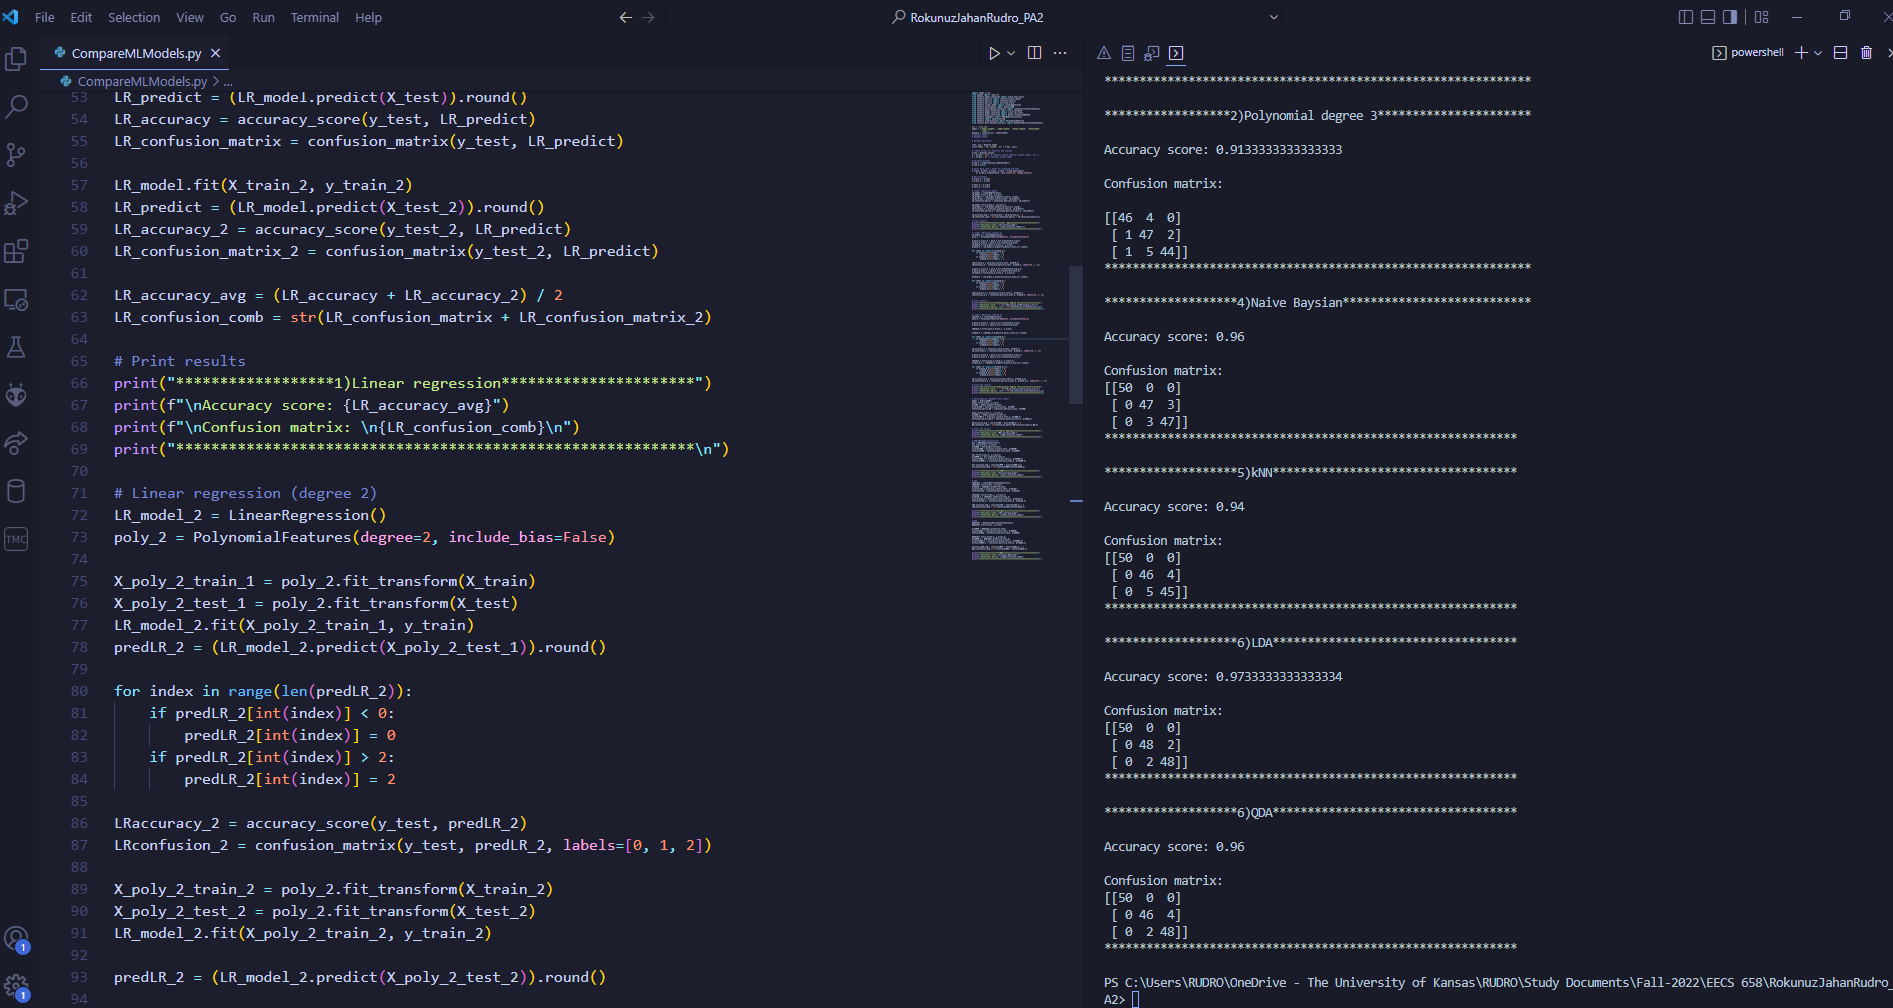 File Edit Selection View Go Run Terminal Help
RokunuzJahanRudro_PA2
CompareMLModels.py
CompareMLModels.py > ...
53 LR_predict = (LR_model.predict(X_test)).round()
54 LR_accuracy = accuracy_score(y_test, LR_predict)
55 LR_confusion_matrix = confusion_matrix(y_test, LR_predict)
56
57 LR_model.fit(X_train_2, y_train_2)
58 LR_predict = (LR_model.predict(X_test_2)).round()
59 LR_accuracy_2 = accuracy_score(y_test_2, LR_predict)
60 LR_confusion_matrix_2 = confusion_matrix(y_test_2, LR_predict)
61
62 LR_accuracy_avg = (LR_accuracy + LR_accuracy_2) / 2
63 LR_confusion_comb = str(LR_confusion_matrix + LR_confusion_matrix_2)
64
65 # Print results
66 print("******************1)Linear regression**********************")
67 print(f"\nAccuracy score: {LR_accuracy_avg}")
68 print(f"\nConfusion matrix: \n{LR_confusion_comb}\n")
69 print("***********************************************************\n")
70
71 # Linear regression (degree 2)
72 LR_model_2 = LinearRegression()
73 poly_2 = PolynomialFeatures(degree=2, include_bias=False)
74
75 X_poly_2_train_1 = poly_2.fit_transform(X_train)
76 X_poly_2_test_1 = poly_2.fit_transform(X_test)
77 LR_model_2.fit(X_poly_2_train_1, y_train)
78 predLR_2 = (LR_model_2.predict(X_poly_2_test_1)).round()
79
80 for index in range(len(predLR_2)):
81 if predLR_2[int(index)] < 0:
82 predLR_2[int(index)] = 0
83 if predLR_2[int(index)] > 2:
84 predLR_2[int(index)] = 2
85
86 LRaccuracy_2 = accuracy_score(y_test, predLR_2)
87 LRconfusion_2 = confusion_matrix(y_test, predLR_2, labels=[0, 1, 2])
88
89 X_poly_2_train_2 = poly_2.fit_transform(X_train_2)
90 X_poly_2_test_2 = poly_2.fit_transform(X_test_2)
91 LR_model_2.fit(X_poly_2_train_2, y_train_2)
92
93 predLR_2 = (LR_model_2.predict(X_poly_2_test_2)).round()
94
TMC
1
1
powershell
*************************************************************
******************2)Polynomial degree 3**********************
Accuracy score: 0.9133333333333333
Confusion matrix:
[[46 4 0]
[ 1 47 2]
[ 1 5 44]]
*************************************************************
*******************4)Naive Baysian***************************
Accuracy score: 0.96
Confusion matrix:
[[50 0 0]
[ 0 47 3]
[ 0 3 47]]
***********************************************************
*******************5)kNN***********************************
Accuracy score: 0.94
Confusion matrix:
[[50 0 0]
[ 0 46 4]
[ 0 5 45]]
***********************************************************
*******************6)LDA***********************************
Accuracy score: 0.9733333333333334
Confusion matrix:
[[50 0 0]
[ 0 48 2]
[ 0 2 48]]
***********************************************************
*******************6)QDA***********************************
Accuracy score: 0.96
Confusion matrix:
[[50 0 0]
[ 0 46 4]
[ 0 2 48]]
***********************************************************
PS C:\Users\RUDRO\OneDrive - The University of Kansas\RUDRO\Study Documents\Fall-2022\EECS 658\RokunuzJahanRudro_
A2>